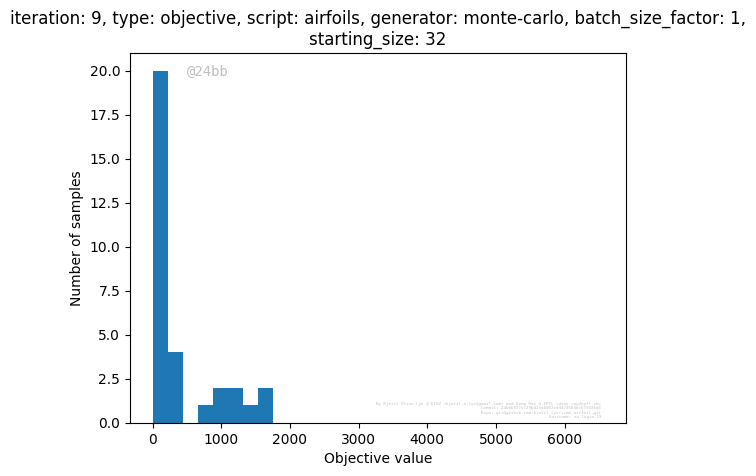 iteration: 9, type: objective, script: airfoils, generator: monte-carlo, batch_size_factor: 1,
starting_size: 32
@24bb
20.0
17.5
15.0
12.5
10.0
7.5
5.0
2.5
0.0
Number of samples
0 1000 2000 3000 4000 5000 6000
Objective value